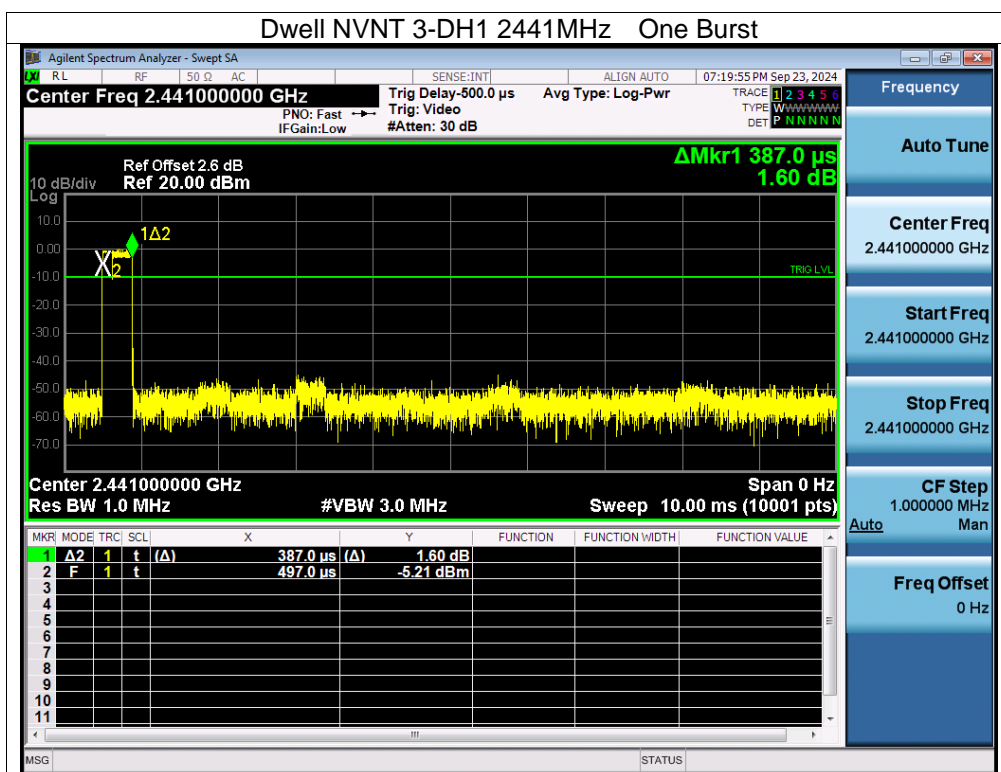 Dwell NVNT 3-DH1 2441MHz One Burst
Agilent Spectrum Analyzer - Swept SA
LXI RL RF 50 Ω AC SENSE:INT ALIGN AUTO 07:19:55 PM Sep 23, 2024
Center Freq 2.441000000 GHz
PNO: Fast
IFGain:Low
Trig Delay-500.0 µs
Trig: Video
#Atten: 30 dB
Avg Type: Log-Pwr
TRACE 1 2 3 4 5 6
TYPE WWWWWW
DET P N N N N N
Frequency
Auto Tune
Center Freq
2.441000000 GHz
Start Freq
2.441000000 GHz
Stop Freq
2.441000000 GHz
CF Step
1.000000 MHz
Auto Man
Freq Offset
0 Hz
ΔMkr1 387.0 µs
1.60 dB
Ref Offset 2.6 dB
10 dB/div Ref 20.00 dBm
Log
10.0
0.00
-10.0
-20.0
-30.0
-40.0
-50.0
-60.0
-70.0
1Δ2
X2
TRIG LVL
Center 2.441000000 GHz Span 0 Hz
Res BW 1.0 MHz #VBW 3.0 MHz Sweep 10.00 ms (10001 pts)
MKR MODE TRC SCL X Y FUNCTION FUNCTION WIDTH FUNCTION VALUE
1 Δ2 1 t (Δ) 387.0 µs (Δ) 1.60 dB
2 F 1 t 497.0 µs -5.21 dBm
3
4
5
6
7
8
9
10
11
MSG STATUS